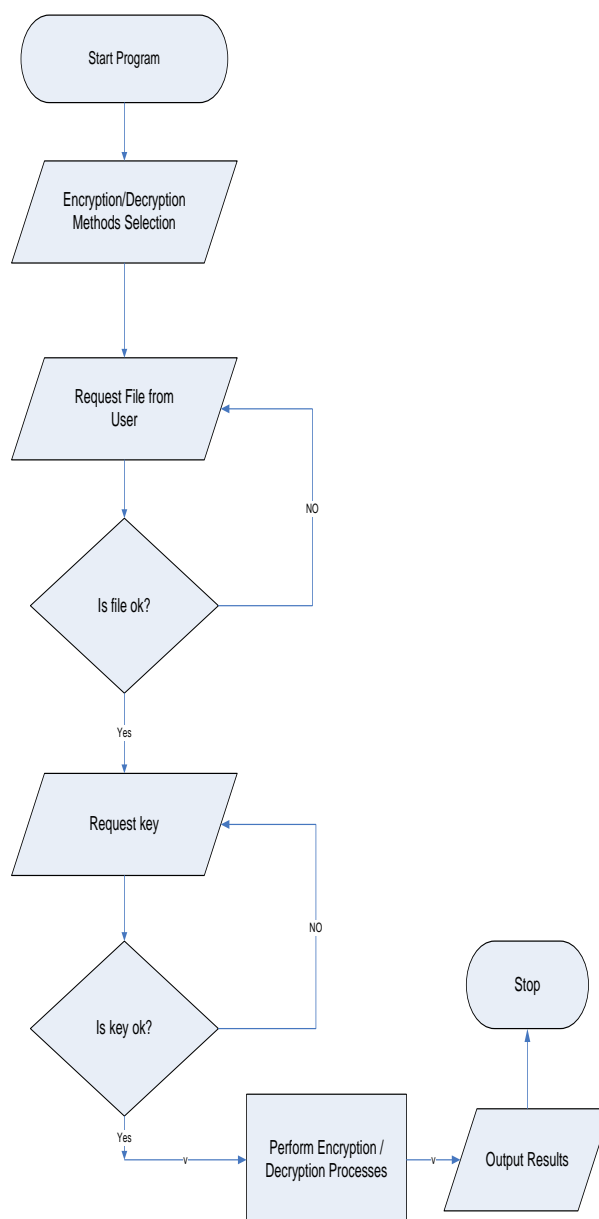 Start Program
Encryption/Decryption
Methods Selection
Request File from
User
NO
Is file ok?
Yes
Request key
NO
Is key ok?
Stop
Yes
v
Perform Encryption /
Decryption Processes
v
Output Results